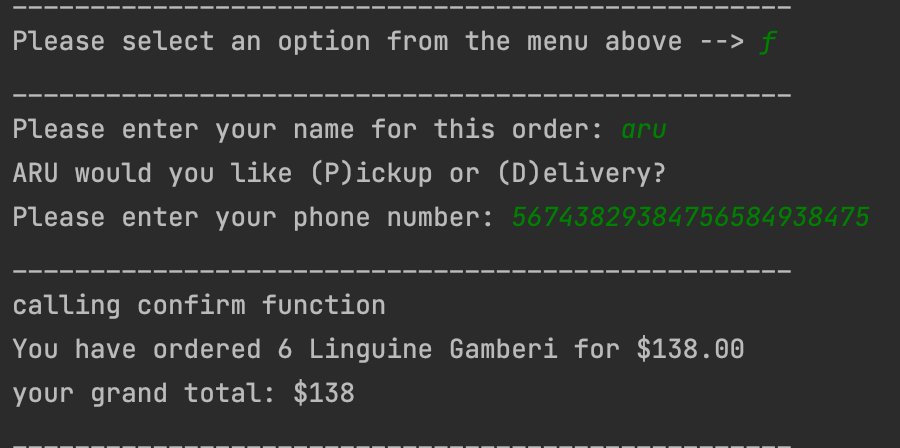 --------------------------------------------------
Please select an option from the menu above --> f
--------------------------------------------------
Please enter your name for this order: aru
ARU would you like (P)ickup or (D)elivery?
Please enter your phone number: 56743829384756584938475
--------------------------------------------------
calling confirm function
You have ordered 6 Linguine Gamberi for $138.00
your grand total: $138
--------------------------------------------------